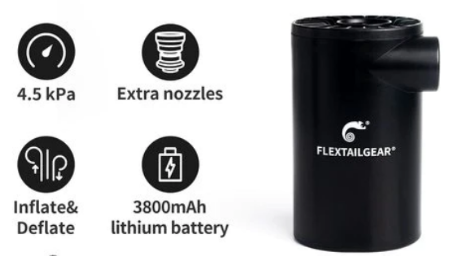 4.5 kPa
Extra nozzles
Inflate&
Deflate
3800mAh
lithium battery
FLEXTAILGEAR®